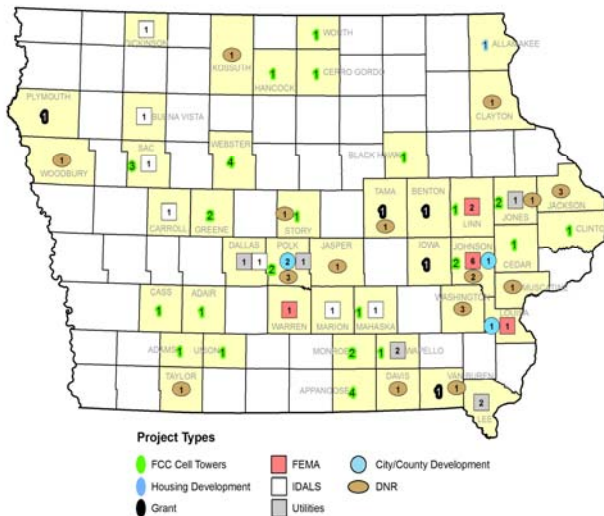 1
DICKINSON
1
KOSSUTH
1
WORTH
1
ALLAMAKEE
1
HANCOCK
1
CERRO GORDO
PLYMOUTH
1
1
BUENA VISTA
1
CLAYTON
1
WOODBURY
SAC
3
1
WEBSTER
4
BLACK HAWK
1
1
CARROLL
2
GREENE
1
1
STORY
TAMA
1
1
BENTON
1
1
2
LINN
2
1
1
JONES
3
JACKSON
1
CLINTON
DALLAS
1
1
POLK
2
2
1
3
JASPER
1
IOWA
1
JOHNSON
2
6
1
2
1
CEDAR
1
MUSCATINE
CASS
1
ADAIR
1
1
WARREN
1
MARION
1
1
MAHASKA
WASHINGTON
3
1
1
LOUISA
ADAMS
1
UNION
1
MONROE
2
1
2
WAPELLO
1
TAYLOR
APPANOOSE
4
DAVIS
1
VAN BUREN
1
1
2
LEE
Project Types
FCC Cell Towers
FEMA
City/County Development
Housing Development
IDALS
DNR
Grant
Utilities